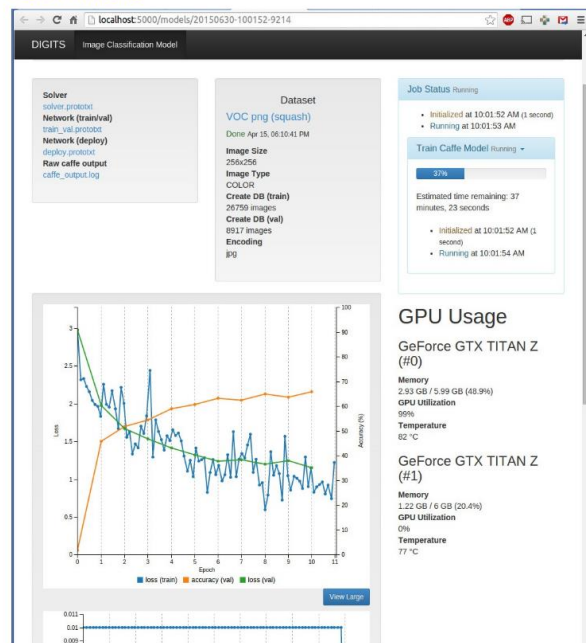 localhost:5000/models/20150630-100152-9214
DIGITS Image Classification Model
Solver
solver.prototxt
Network (train/val)
train_val.prototxt
Network (deploy)
deploy.prototxt
Raw caffe output
caffe_output.log
Dataset
VOC png (squash)
Done Apr 15, 06:10:41 PM
Image Size
256x256
Image Type
COLOR
Create DB (train)
26759 images
Create DB (val)
8917 images
Encoding
jpg
Job Status Running
Initialized at 10:01:52 AM (1 second)
Running at 10:01:53 AM
Train Caffe Model Running
37%
Estimated time remaining: 37
minutes, 23 seconds
Initialized at 10:01:52 AM (1
second)
Running at 10:01:54 AM
3
2.5
2
1.5
1
0.5
0
Loss
100
90
80
70
60
50
40
30
20
10
0
Accuracy (%)
0 1 2 3 4 5 6 7 8 9 10 11
Epoch
loss (train) accuracy (val) loss (val)
View Large
0.011
0.01
0.009
GPU Usage
GeForce GTX TITAN Z
(#0)
Memory
2.93 GB / 5.99 GB (48.9%)
GPU Utilization
99%
Temperature
82 °C
GeForce GTX TITAN Z
(#1)
Memory
1.22 GB / 6 GB (20.4%)
GPU Utilization
0%
Temperature
77 °C